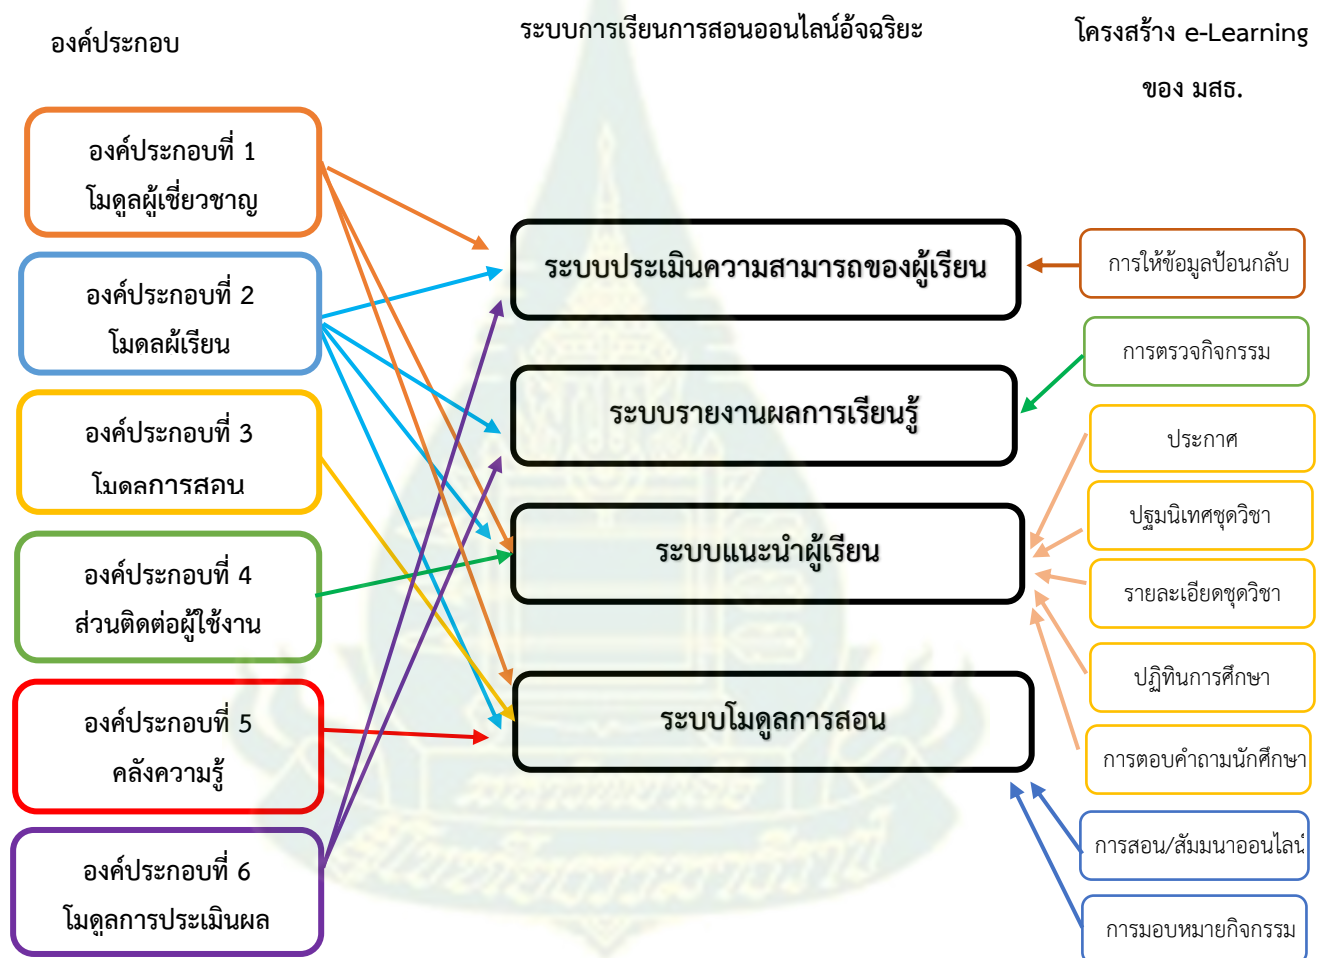 องค์ประกอบ
ระบบการเรียนการสอนออนไลน์อ้จฉริยะ
โครงสร้าง e-Learning
ของ มสธ.
องค์ประกอบที่ 1
โมดูลผู้เชี่ยวชาญ
องค์ประกอบที่ 2
โมดลผ้เรียน
องค์ประกอบที่ 3
โมดลการสอน
องค์ประกอบที่ 4
ส่วนติดต่อผู้ใช้งาน
องค์ประกอบที่ 5
คลังความรู้
องค์ประกอบที่ 6
โมดูลการประเมินผล
ระบบประเมินความสามารถของผู้เรียน
ระบบรายงานผลการเรียนรู้
ระบบแนะนำผู้เรียน
ระบบโมดูลการสอน
การให้ข้อมูลป้อนกลับ
การตรวจกิจกรรม
ประกาศ
ปฐมนิเทศชุดวิชา
รายละเอียดชุดวิชา
ปฏิทินการศึกษา
การตอบคำถามนักศึกษา
การสอน/สัมมนาออนไลน์
การมอบหมายกิจกรรม